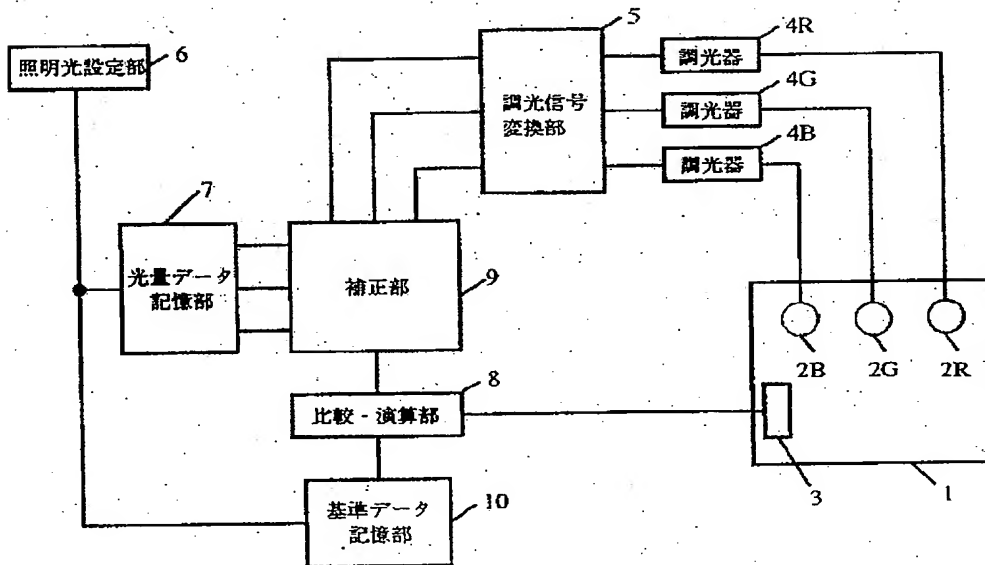 5
4R
調光器
4G
調光器
4B
調光器
6
照明光設定部
調光信号
変換部
7
光量データ
記憶部
補正部
9
2B
2G
2R
8
比較-演算部
3
1
基準データ
記憶部
10